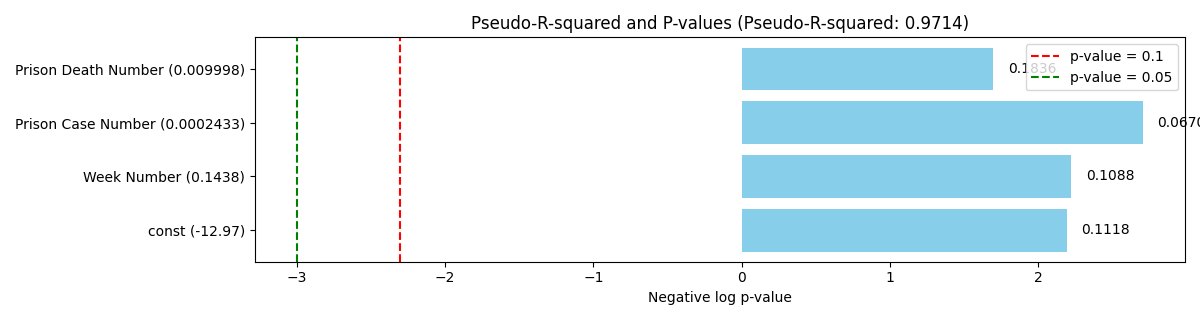 Pseudo-R-squared and P-values (Pseudo-R-squared: 0.9714)
Prison Death Number (0.009998)
0.1836
p-value = 0.1
p-value = 0.05
Prison Case Number (0.0002433)
0.0670
Week Number (0.1438)
0.1088
const (-12.97)
0.1118
−3 −2 −1 0 1 2
Negative log p-value